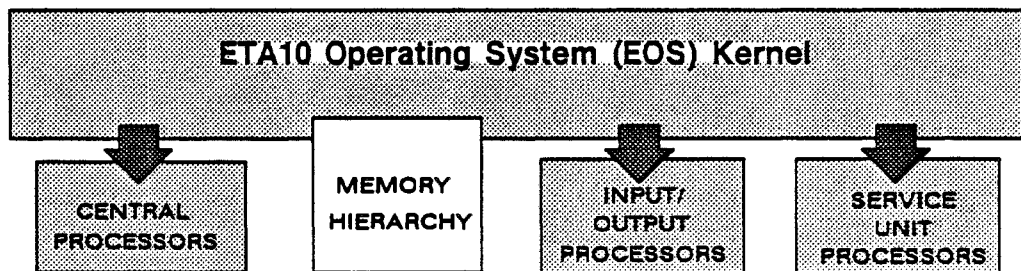 ETA10 Operating System (EOS) Kernel
CENTRAL
PROCESSORS
MEMORY
HIERARCHY
INPUT/
OUTPUT
PROCESSORS
SERVICE
UNIT
PROCESSORS